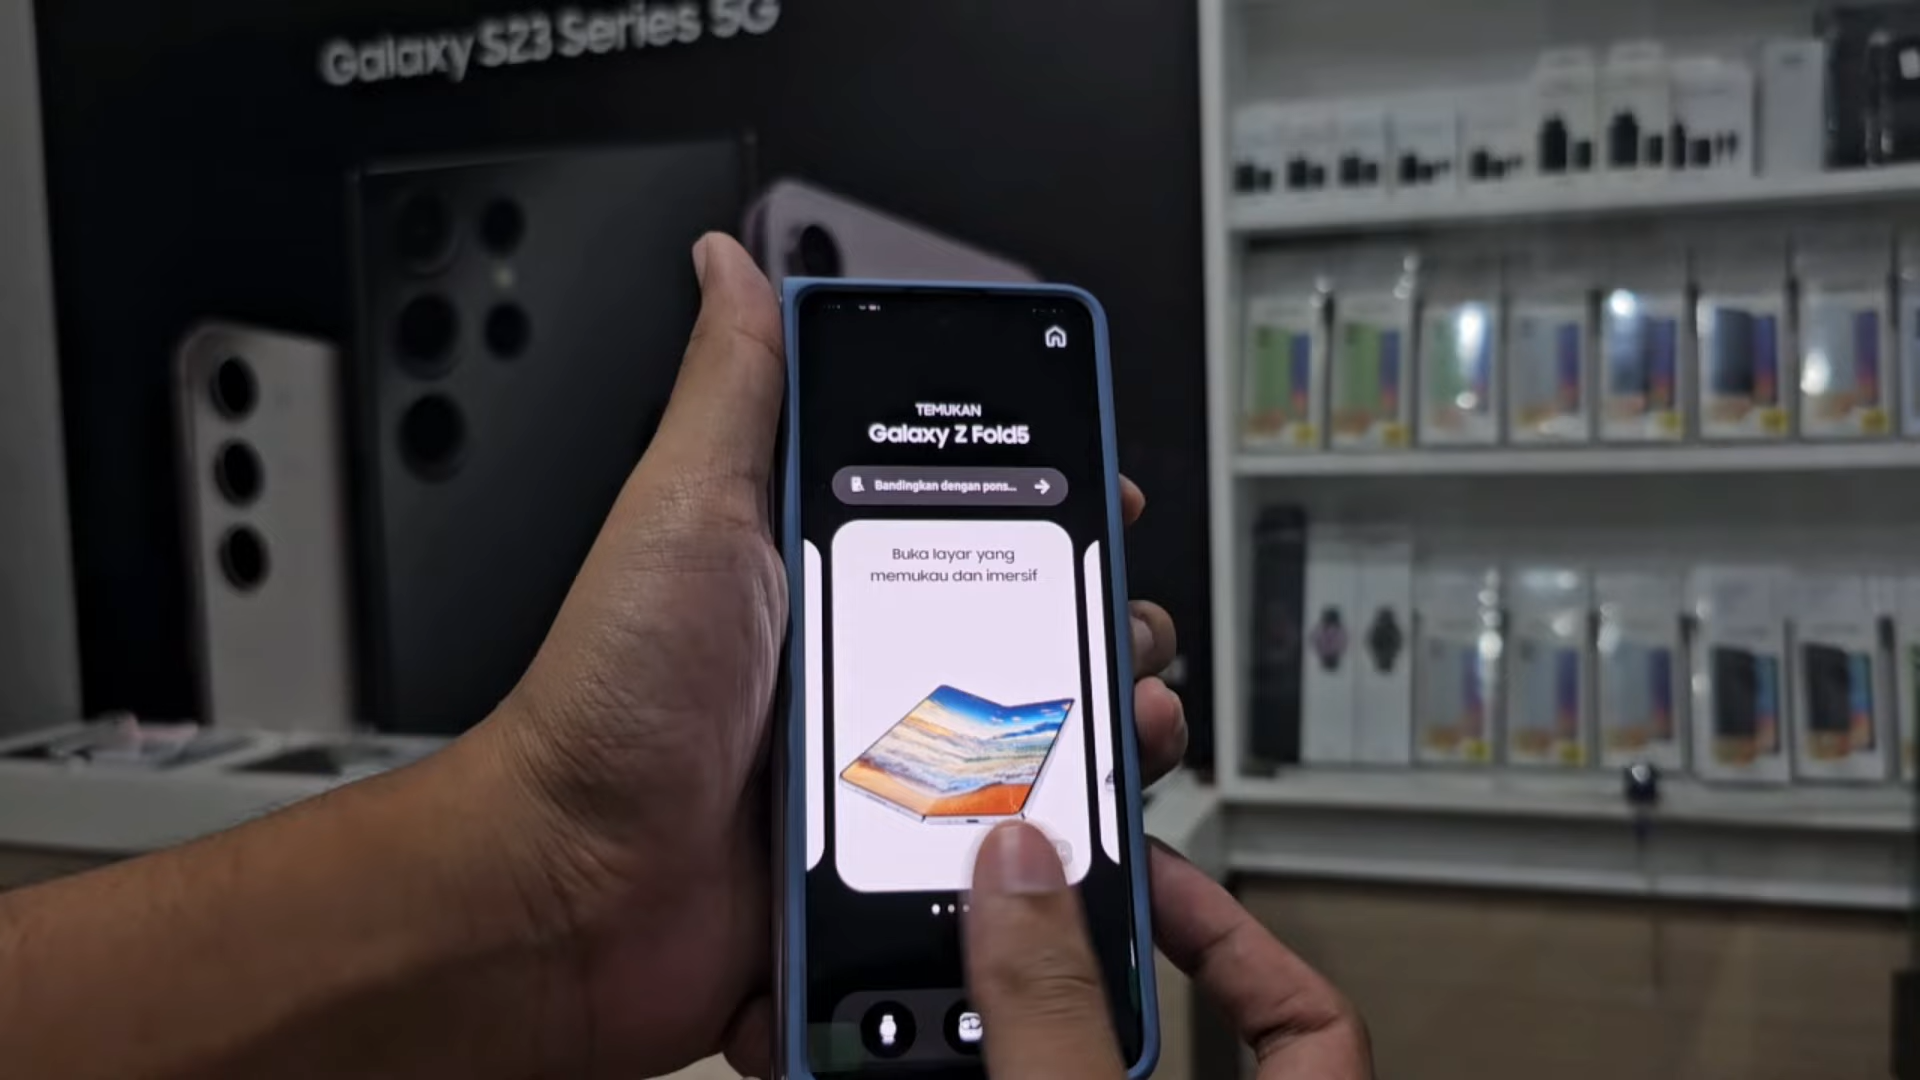 Galaxy S23 Series 5G
TEMUKAN
Galaxy Z Fold5
Bandingkan dengan pons...
Buka layar yang
memukau dan imersif